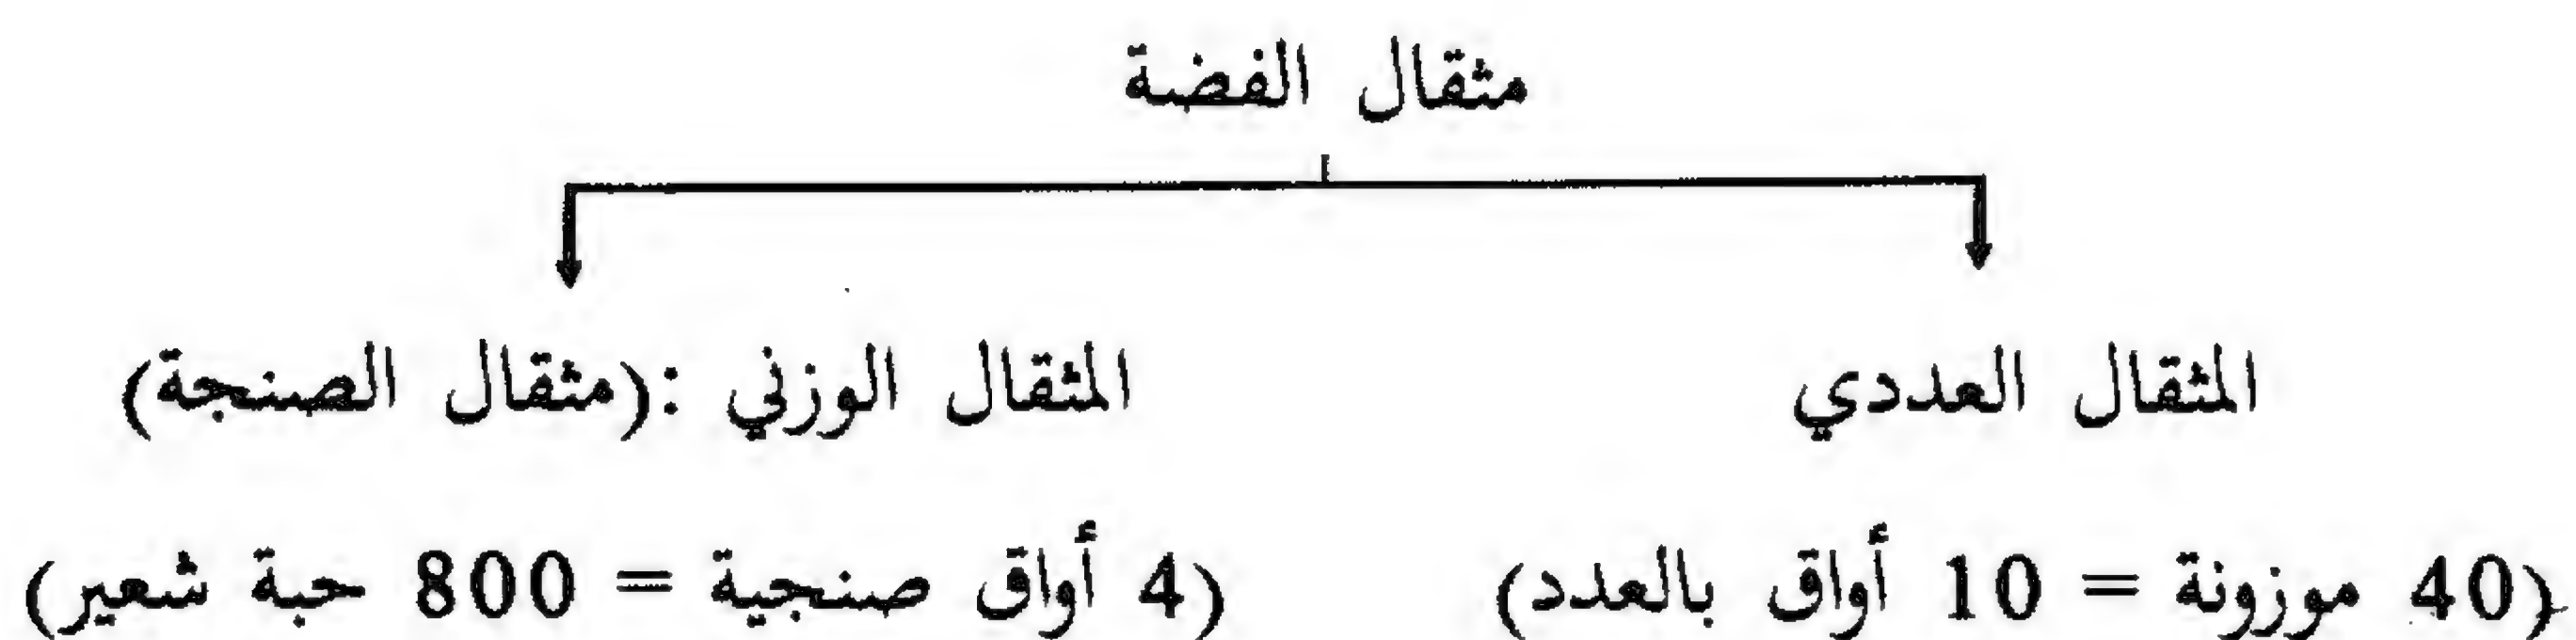 مثقال الفضة
المثقال العددي
المثقال الوزني :(مثقال الصنجة)
(40 موزونة = 10 أواق بالعدد)
(4 أواق صنجية = 800 حبة شعير)